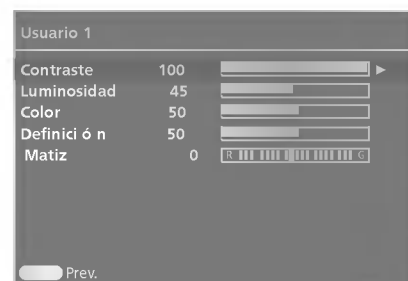 Usuario 1
Contraste 100
Luminosidad 45
Color 50
Definici ó n 50
Matiz 0 R G
Prev.